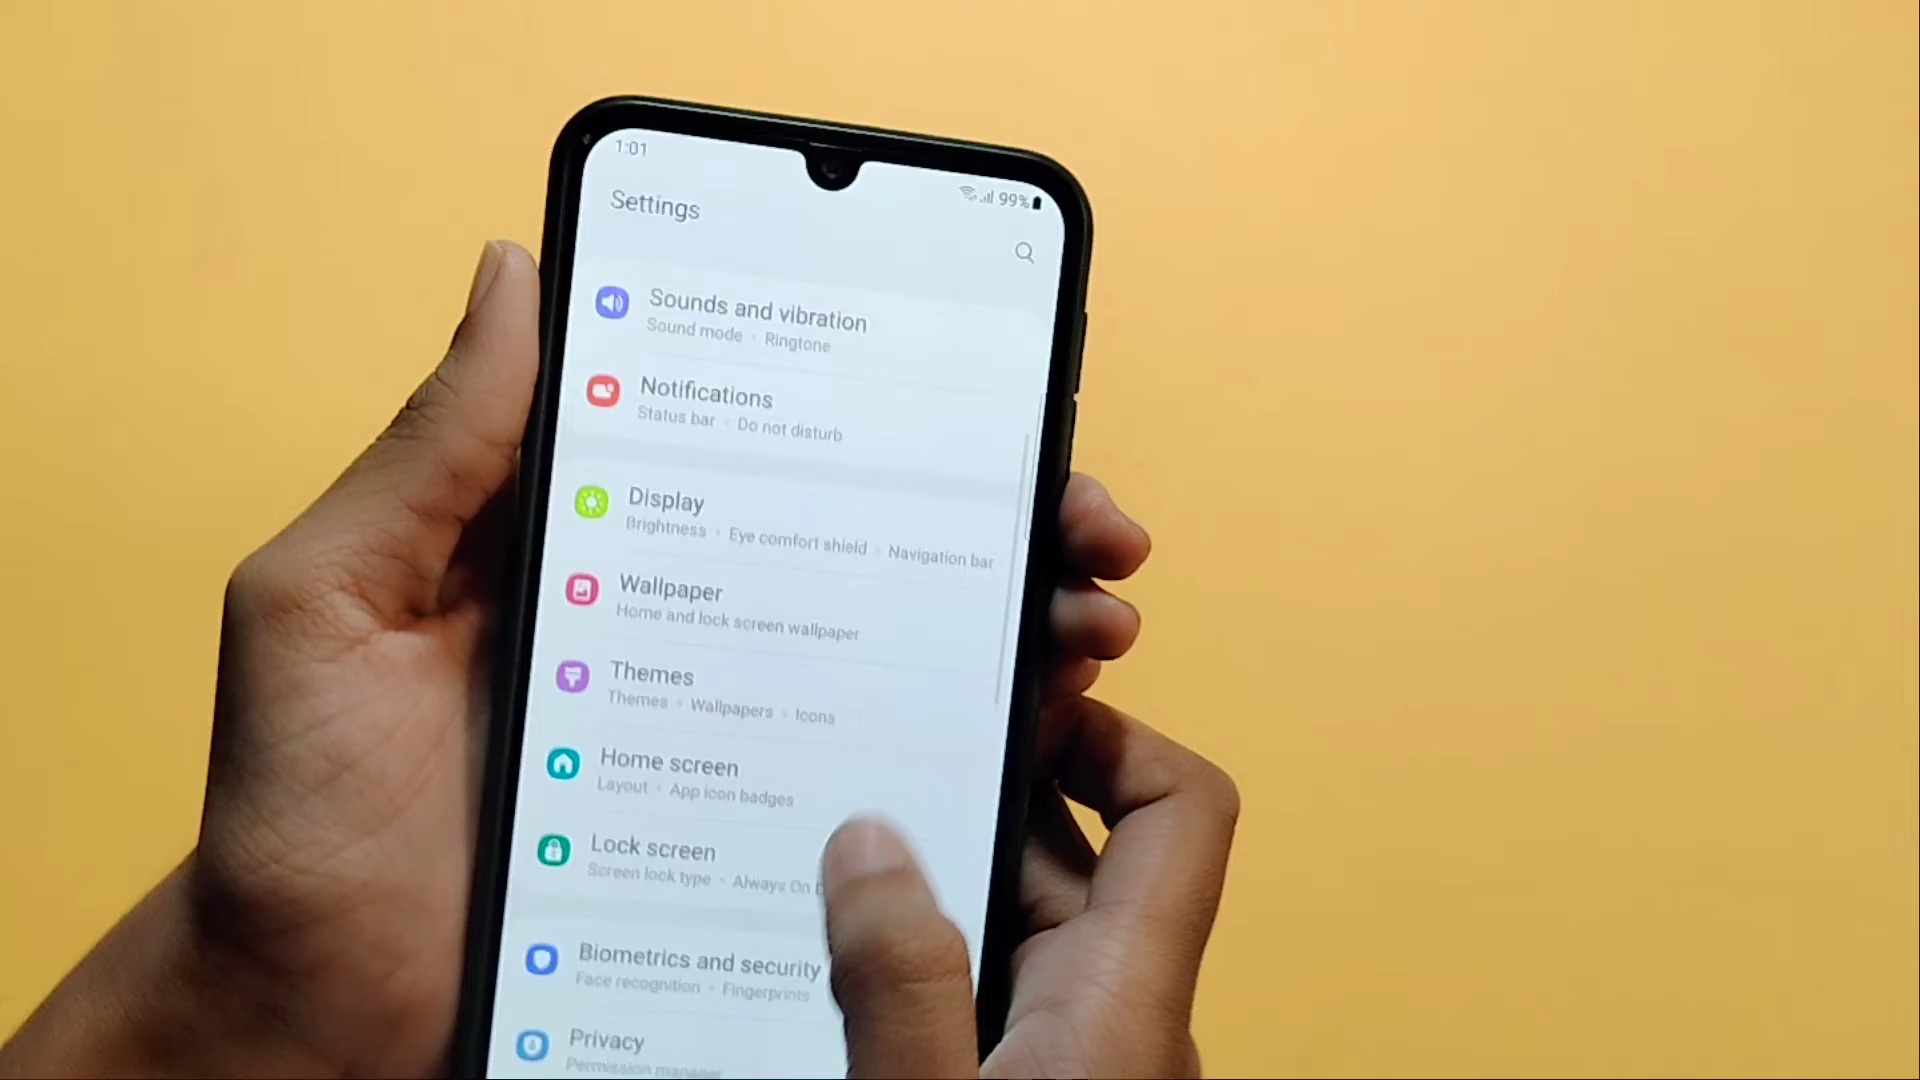 1:01
99%
Settings
Sounds and vibration
Sound mode • Ringtone
Notifications
Status bar • Do not disturb
Display
Brightness • Eye comfort shield • Navigation bar
Wallpaper
Home and lock screen wallpaper
Themes
Themes • Wallpapers • Icons
Home screen
Layout • App icon badges
Lock screen
Screen lock type • Always On D
Biometrics and security
Face recognition • Fingerprints
Privacy
Permission manager